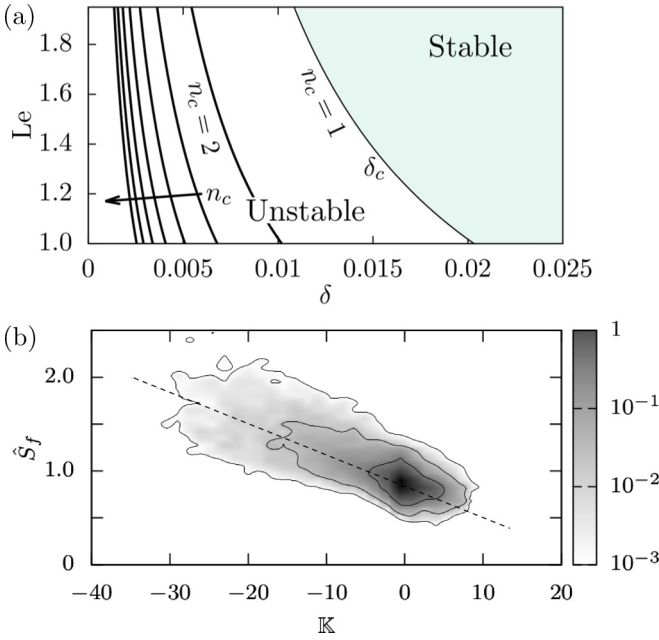 (a)
Le
1.8
1.6
1.4
1.2
1.0
Stable
n_c = 1
n_c = 2
δ_c
n_c
Unstable
0 0.005 0.01 0.015 0.02 0.025
δ
(b)
Ŝ_f
2.0
1.0
0
1
10^{-1}
10^{-2}
10^{-3}
−40 −30 −20 −10 0 10 20
𝕂